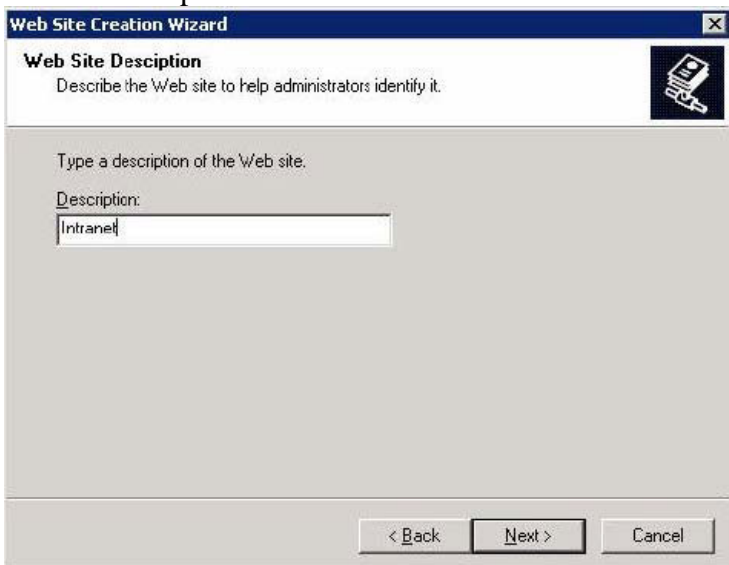 Web Site Creation Wizard
Web Site Desciption
Describe the Web site to help administrators identify it.
Type a description of the Web site.
Description:
Intranet
< Back Next > Cancel